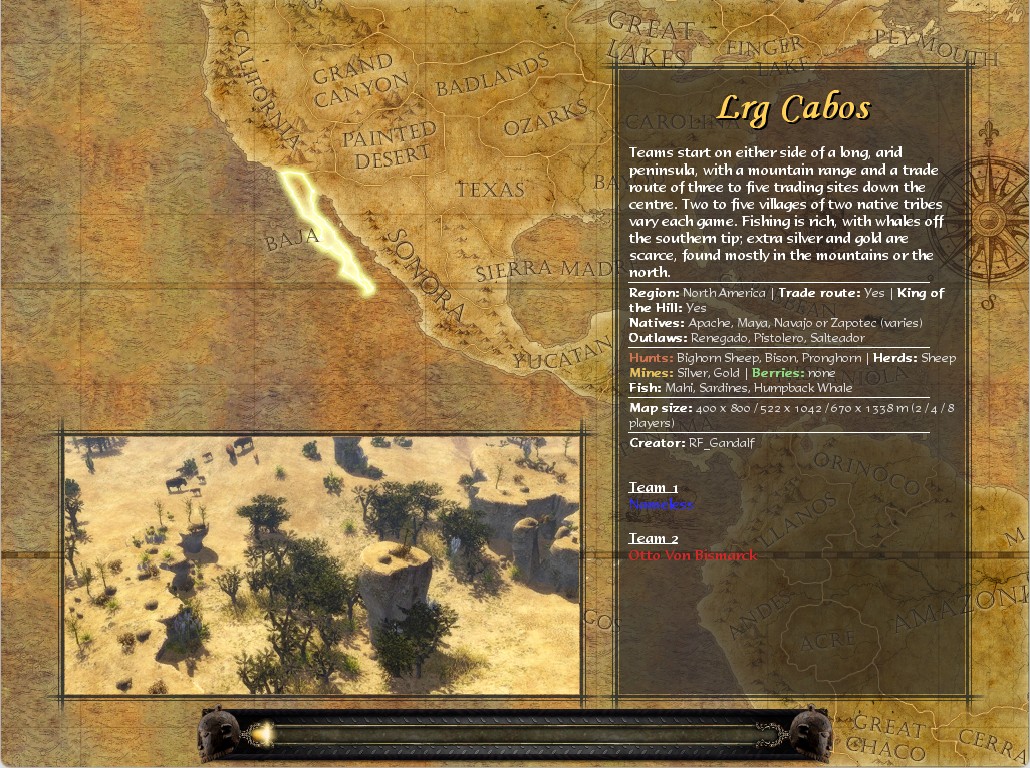 GREAT
LAKES
FINGER
LAKE
PLYMOUTH
CALIFORNIA
GRAND
CANYON
BADLANDS
PAINTED
DESERT
OZARKS
CAROLINA
TEXAS
BAJA
SONORA
SIERRA MADR
YUCATAN
Lrg Cabos
Teams start on either side of a long, arid
peninsula, with a mountain range and a trade
route of three to five trading sites down the
centre. Two to five villages of two native tribes
vary each game. Fishing is rich, with whales off
the southern tip; extra silver and gold are
scarce, found mostly in the mountains or the
north.
Region: North America | Trade route: Yes | King of
the Hill: Yes
Natives: Apache, Maya, Navajo or Zapotec (varies)
Outlaws: Renegado, Pistolero, Salteador
Hunts: Bighorn Sheep, Bison, Pronghorn | Herds: Sheep
Mines: Silver, Gold | Berries: none
Fish: Mahi, Sardines, Humpback Whale
Map size: 400 x 800 / 522 x 1042 / 670 x 1338 m (2 / 4 / 8
players)
Creator: RF_Gandalf
Team 1
Nameless
Team 2
Otto Von Bismarck
ORINOCO
LLANOS
ANDES
AMAZONI
ACRE
GREAT
CHACO
CERRA